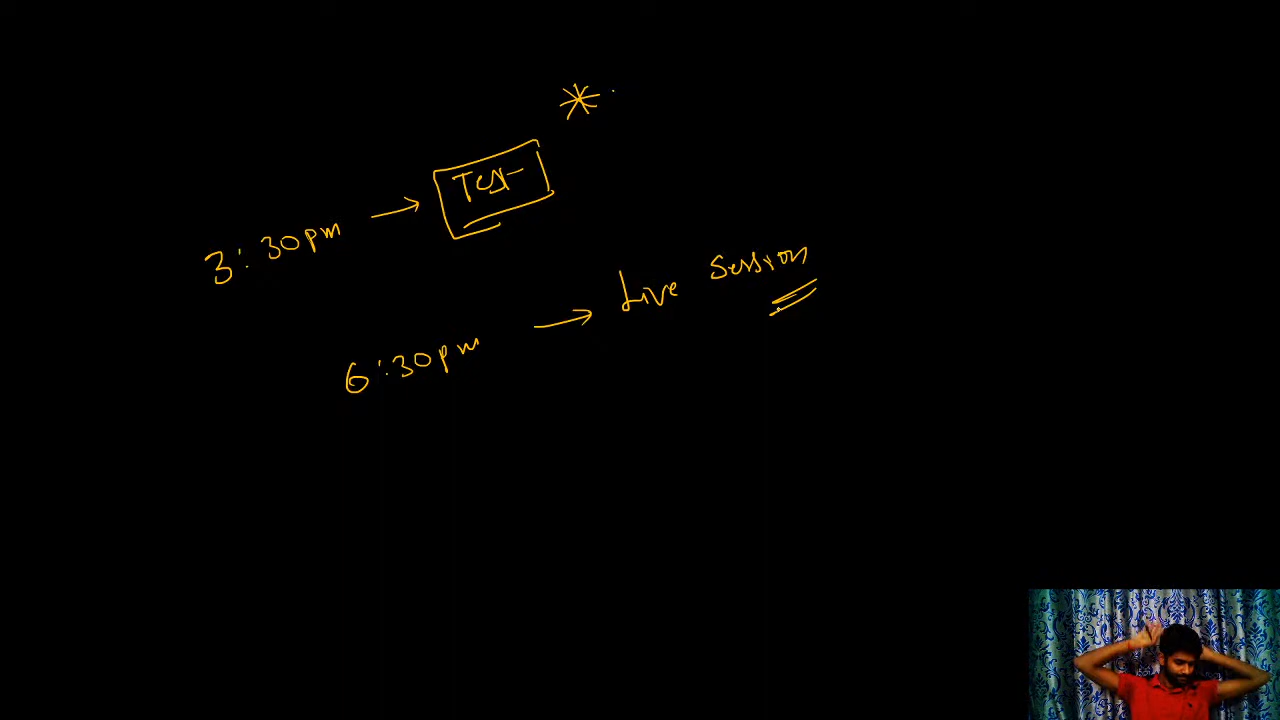 3:30pm → Test *
6:30pm → Live Session